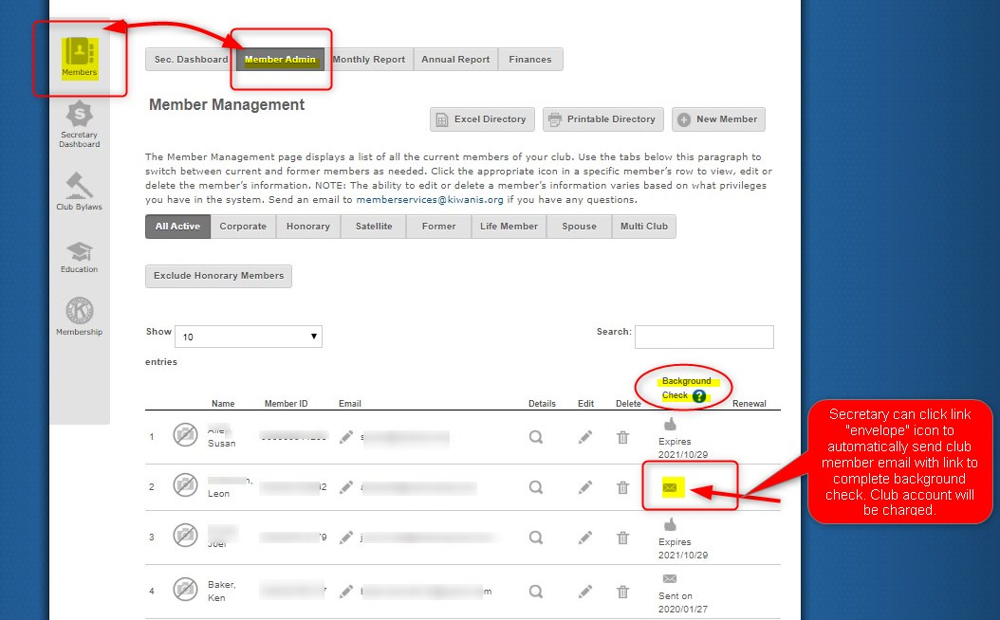 Members
Secretary
Dashboard
Club Bylaws
Education
Membership
Sec. Dashboard Member Admin Monthly Report Annual Report Finances
Member Management
Excel Directory Printable Directory New Member
The Member Management page displays a list of all the current members of your club. Use the tabs below this paragraph to
switch between current and former members as needed. Click the appropriate icon in a specific member's row to view, edit or
delete the member's information. NOTE: The ability to edit or delete a member's information varies based on what privileges
you have in the system. Send an email to memberservices@kiwanis.org if you have any questions.
All Active Corporate Honorary Satellite Former Life Member Spouse Multi Club
Exclude Honorary Members
Show 10 Search:
entries
Background
Check ?
Name Member ID Email Details Edit Delete Renewal
1 Susan Expires
2021/10/29
2 Leon
3 Expires
2021/10/29
4 Baker,
Ken Sent on
2020/01/27
Secretary can click link
"envelope" icon to
automatically send club
member email with link to
complete background
check. Club account will
be charged.